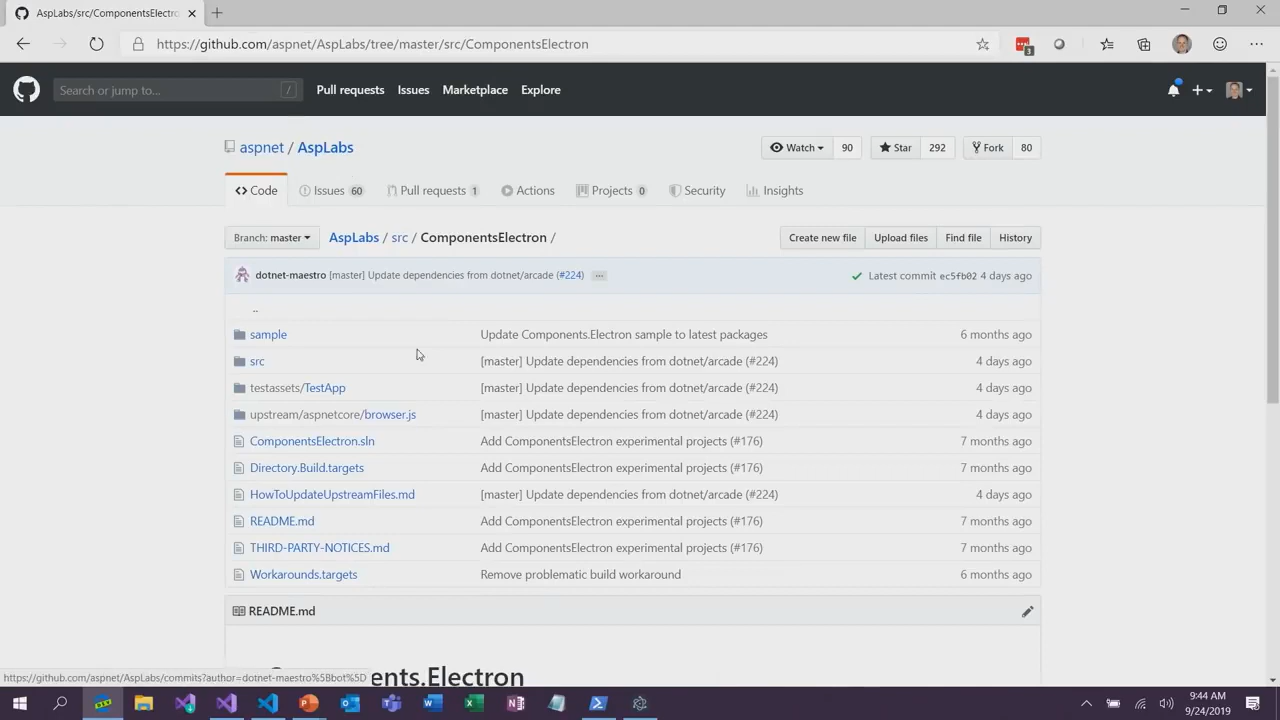 AspLabs/src/ComponentsElectro
https://github.com/aspnet/AspLabs/tree/master/src/ComponentsElectron
3
Search or jump to...
/
Pull requests
Issues
Marketplace
Explore
aspnet / AspLabs
Watch 90
Star 292
Fork 80
Code
Issues 60
Pull requests 1
Actions
Projects 0
Security
Insights
Branch: master
AspLabs / src / ComponentsElectron /
Create new file
Upload files
Find file
History
dotnet-maestro [master] Update dependencies from dotnet/arcade (#224) ...
Latest commit ec5fb02 4 days ago
..
sample Update Components.Electron sample to latest packages 6 months ago
src [master] Update dependencies from dotnet/arcade (#224) 4 days ago
testassets/TestApp [master] Update dependencies from dotnet/arcade (#224) 4 days ago
upstream/aspnetcore/browser.js [master] Update dependencies from dotnet/arcade (#224) 4 days ago
ComponentsElectron.sln Add ComponentsElectron experimental projects (#176) 7 months ago
Directory.Build.targets Add ComponentsElectron experimental projects (#176) 7 months ago
HowToUpdateUpstreamFiles.md [master] Update dependencies from dotnet/arcade (#224) 4 days ago
README.md Add ComponentsElectron experimental projects (#176) 7 months ago
THIRD-PARTY-NOTICES.md Add ComponentsElectron experimental projects (#176) 7 months ago
Workarounds.targets Remove problematic build workaround 6 months ago
README.md
ents.Electron
https://github.com/aspnet/AspLabs/commits?author=dotnet-maestro%5Bbot%5D
9:44 AM
9/24/2019